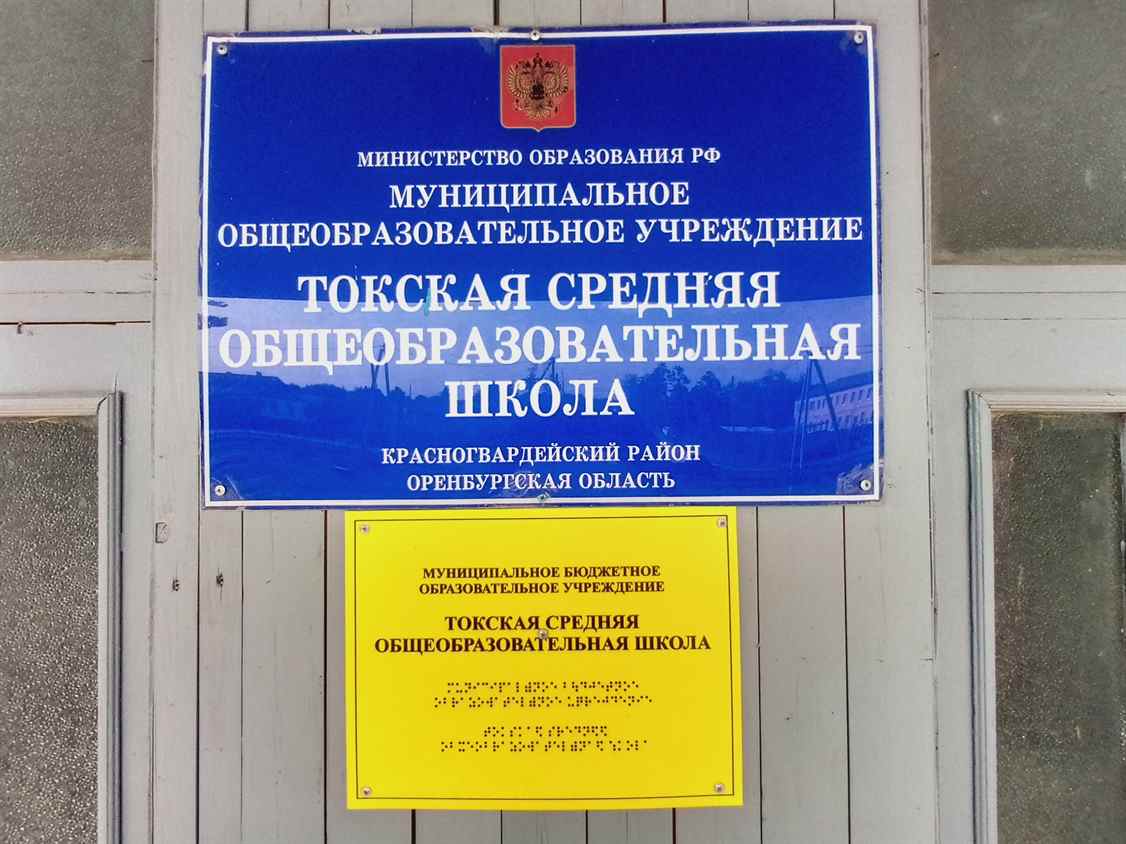 МИНИСТЕРСТВО ОБРАЗОВАНИЯ РФ
МУНИЦИПАЛЬНОЕ
ОБЩЕОБРАЗОВАТЕЛЬНОЕ УЧРЕЖДЕНИЕ
ТОКСКАЯ СРЕДНЯЯ
ОБЩЕОБРАЗОВАТЕЛЬНАЯ
ШКОЛА
КРАСНОГВАРДЕЙСКИЙ РАЙОН
ОРЕНБУРГСКАЯ ОБЛАСТЬ
МУНИЦИПАЛЬНОЕ БЮДЖЕТНОЕ
ОБРАЗОВАТЕЛЬНОЕ УЧРЕЖДЕНИЕ
ТОКСКАЯ СРЕДНЯЯ
ОБЩЕОБРАЗОВАТЕЛЬНАЯ ШКОЛА